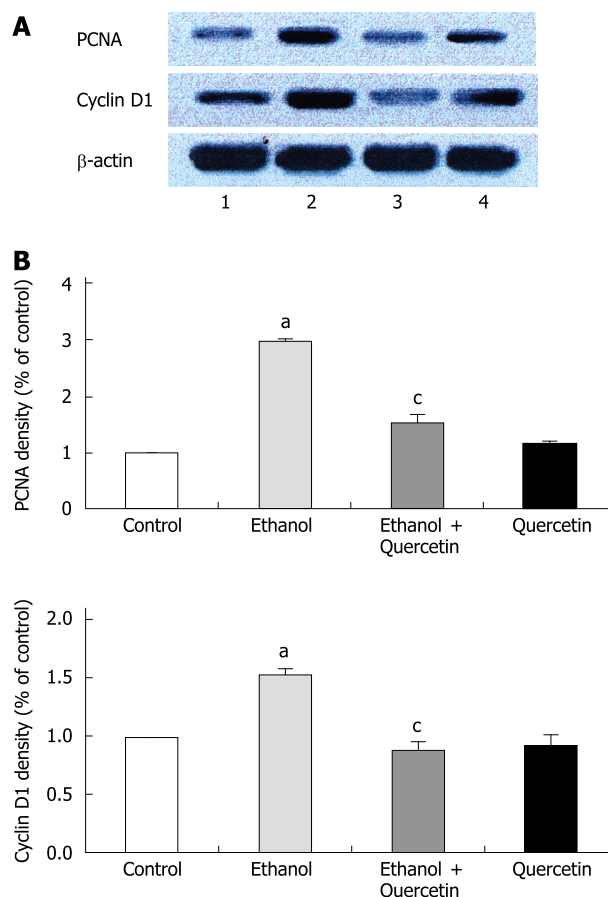 A
PCNA
Cyclin D1
β-actin
1 2 3 4
B
PCNA density (% of control)
4
3
2
1
0
a
c
Control Ethanol Ethanol + Quercetin
Quercetin
Cyclin D1 density (% of control)
2.0
1.5
1.0
0.5
0.0
a
c
Control Ethanol Ethanol + Quercetin
Quercetin